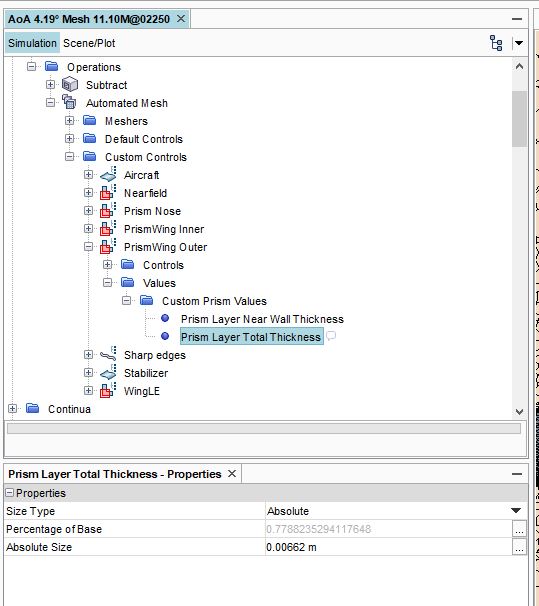 AoA 4.19° Mesh 11.10M@02250
Simulation Scene/Plot
Operations
Subtract
Automated Mesh
Meshers
Default Controls
Custom Controls
Aircraft
Nearfield
Prism Nose
PrismWing Inner
PrismWing Outer
Controls
Values
Custom Prism Values
Prism Layer Near Wall Thickness
Prism Layer Total Thickness
Sharp edges
Stabilizer
WingLE
Continua
Prism Layer Total Thickness - Properties
Properties
Size Type Absolute
Percentage of Base 0.7788235294117648 ...
Absolute Size 0.00662 m ...